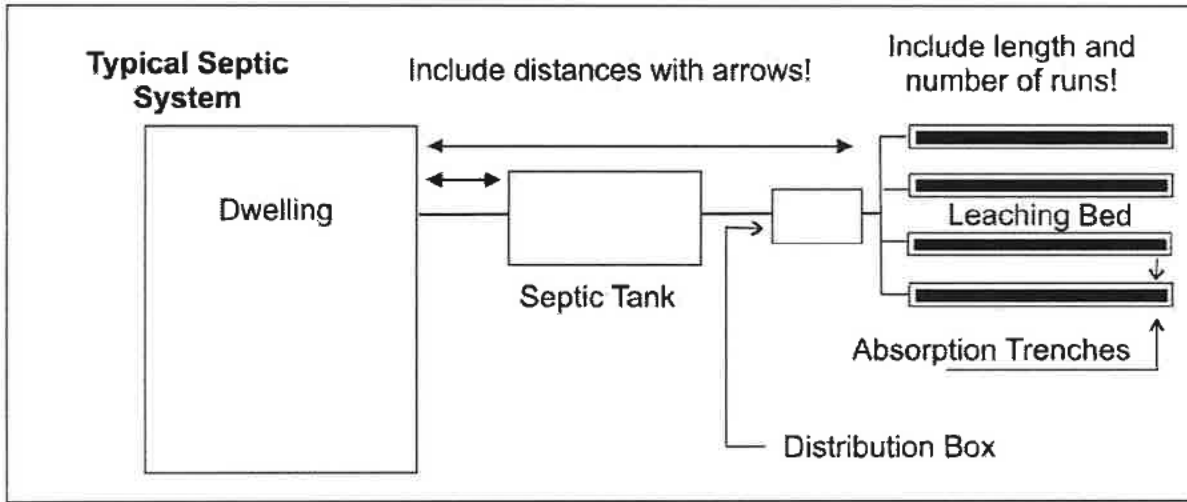 Typical Septic
System
Include distances with arrows!
Include length and
number of runs!
Dwelling
Septic Tank
Leaching Bed
Absorption Trenches
Distribution Box